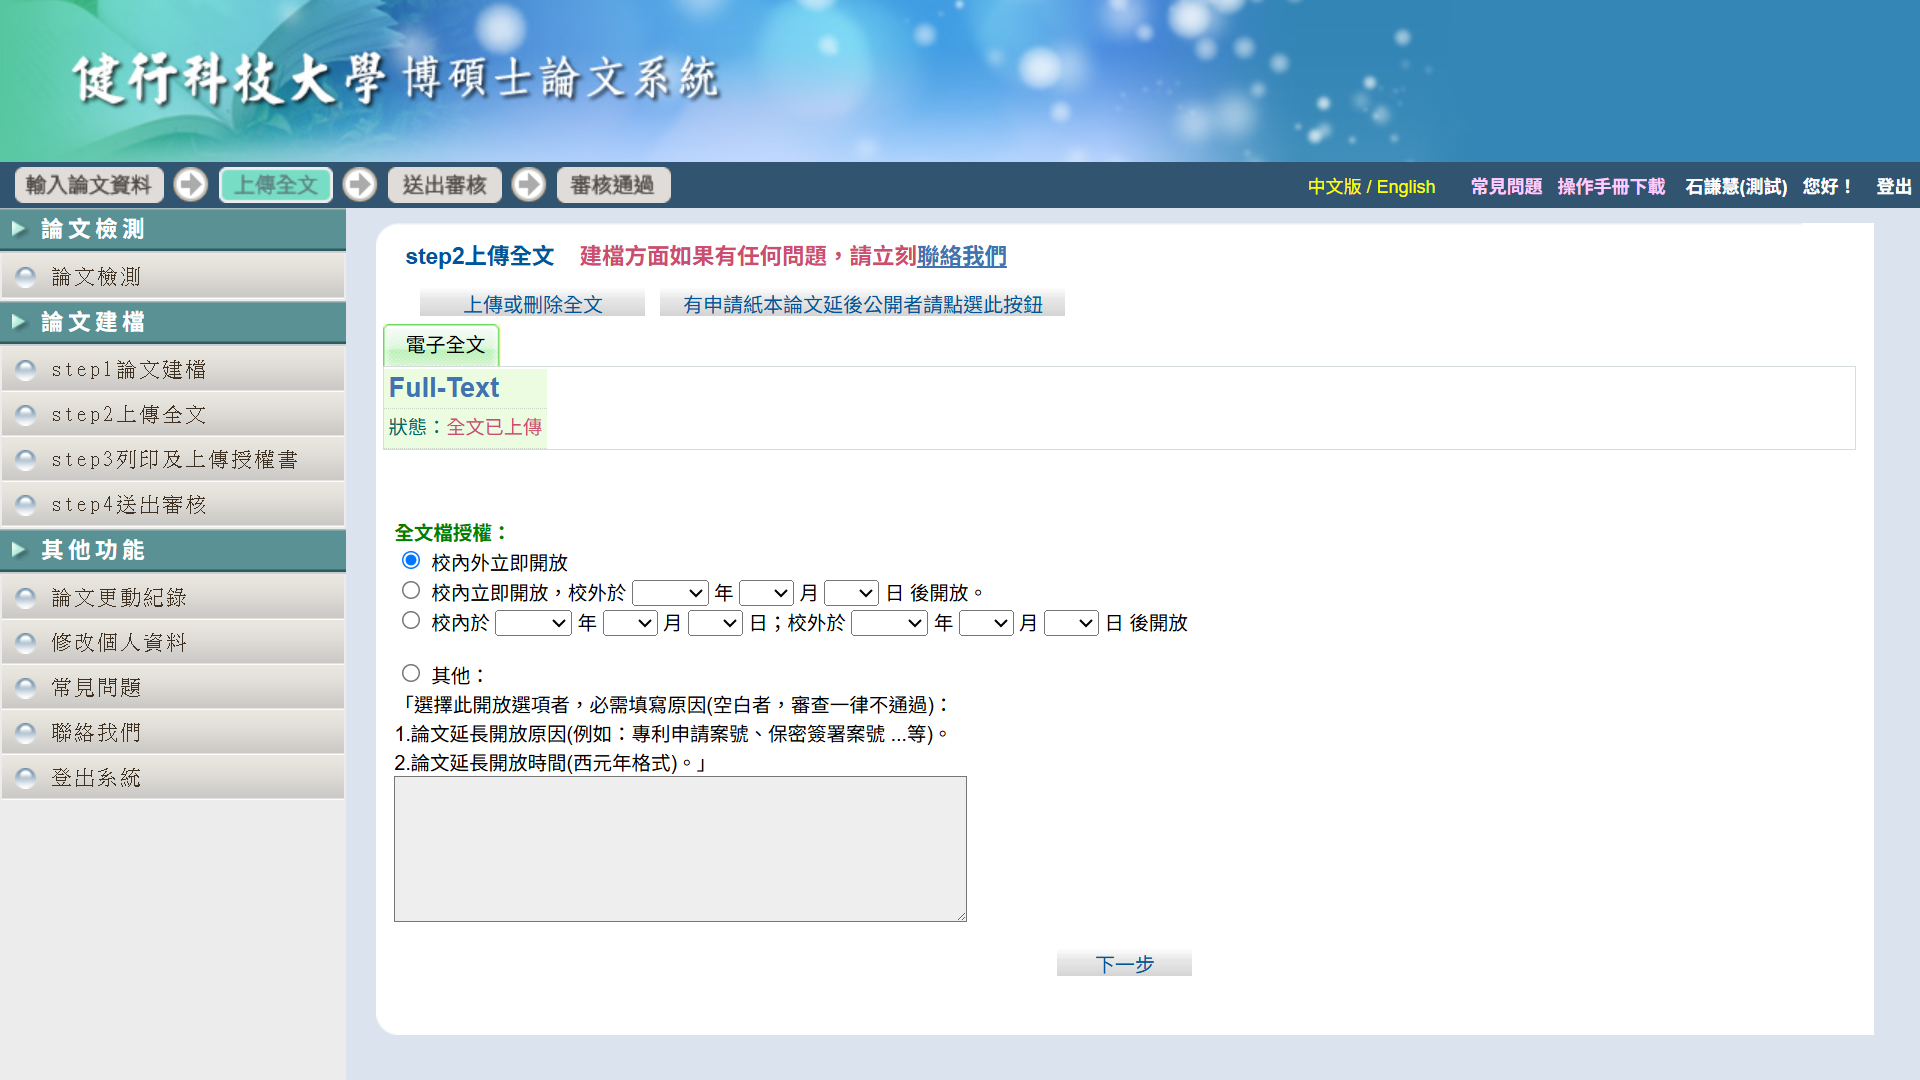 健行科技大學 博碩士論文系統
輸入論文資料 上傳全文 送出審核 審核通過 中文版 / English 常見問題 操作手冊下載 石謙慧(測試) 您好！ 登出
論文檢測
論文檢測
論文建檔
step1論文建檔
step2上傳全文
step3列印及上傳授權書
step4送出審核
其他功能
論文更動紀錄
修改個人資料
常見問題
聯絡我們
登出系統
step2上傳全文 建檔方面如果有任何問題，請立刻聯絡我們
上傳或刪除全文 有申請紙本論文延後公開者請點選此按鈕
電子全文
Full-Text
狀態：全文已上傳
全文檔授權：
校內外立即開放
校內立即開放，校外於 年 月 日 後開放。
校內於 年 月 日；校外於 年 月 日 後開放
其他：
「選擇此開放選項者，必需填寫原因(空白者，審查一律不通過)：
1.論文延長開放原因(例如：專利申請案號、保密簽署案號 ...等)。
2.論文延長開放時間(西元年格式)。」
下一步